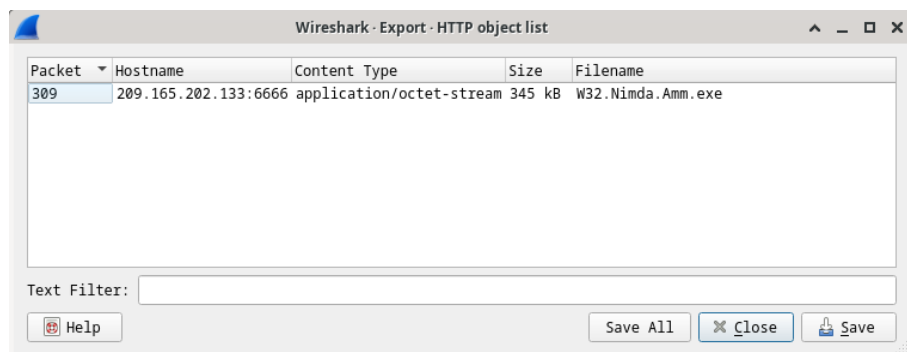 Wireshark · Export · HTTP object list
Packet Hostname Content Type Size Filename
309 209.165.202.133:6666 application/octet-stream 345 kB W32.Nimda.Amm.exe
Text Filter:
Help Save All Close Save